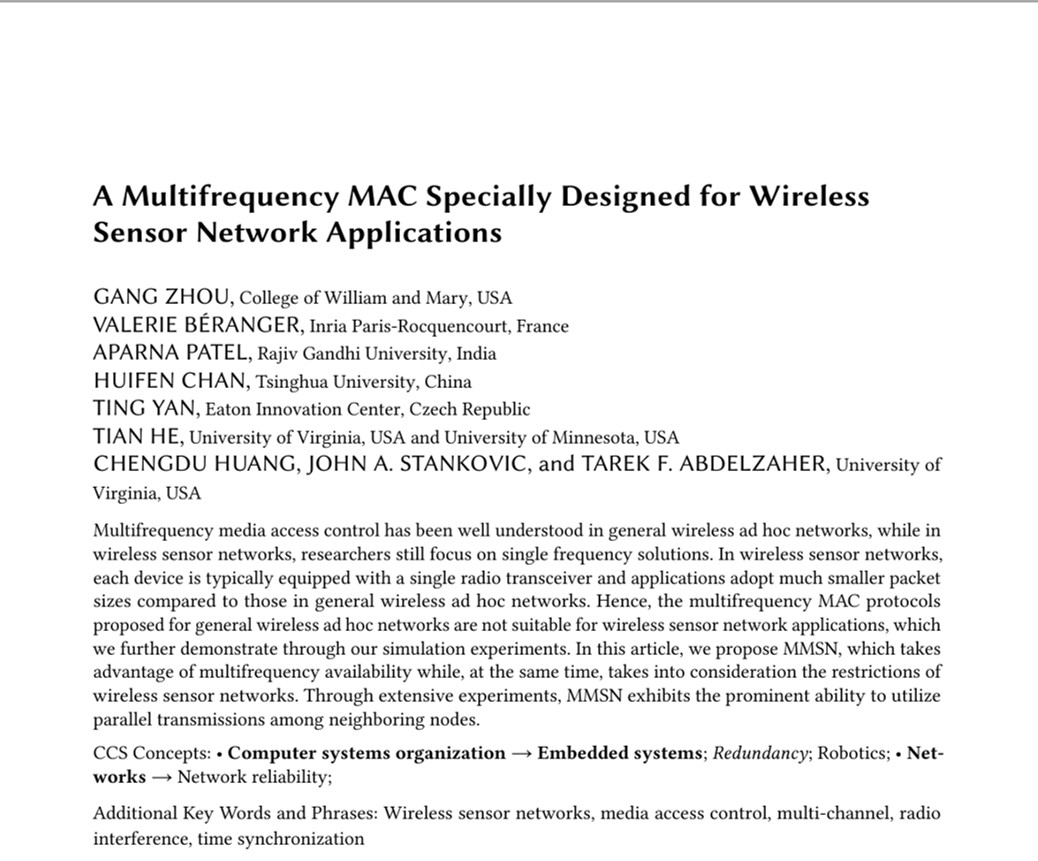 A Multifrequency MAC Specially Designed for Wireless
Sensor Network Applications
GANG ZHOU, College of William and Mary, USA
VALERIE BÉRANGER, Inria Paris-Rocquencourt, France
APARNA PATEL, Rajiv Gandhi University, India
HUIFEN CHAN, Tsinghua University, China
TING YAN, Eaton Innovation Center, Czech Republic
TIAN HE, University of Virginia, USA and University of Minnesota, USA
CHENGDU HUANG, JOHN A. STANKOVIC, and TAREK F. ABDELZAHER, University of
Virginia, USA
Multifrequency media access control has been well understood in general wireless ad hoc networks, while in
wireless sensor networks, researchers still focus on single frequency solutions. In wireless sensor networks,
each device is typically equipped with a single radio transceiver and applications adopt much smaller packet
sizes compared to those in general wireless ad hoc networks. Hence, the multifrequency MAC protocols
proposed for general wireless ad hoc networks are not suitable for wireless sensor network applications, which
we further demonstrate through our simulation experiments. In this article, we propose MMSN, which takes
advantage of multifrequency availability while, at the same time, takes into consideration the restrictions of
wireless sensor networks. Through extensive experiments, MMSN exhibits the prominent ability to utilize
parallel transmissions among neighboring nodes.
CCS Concepts: • Computer systems organization → Embedded systems; Redundancy; Robotics; • Net-
works → Network reliability;
Additional Key Words and Phrases: Wireless sensor networks, media access control, multi-channel, radio
interference, time synchronization